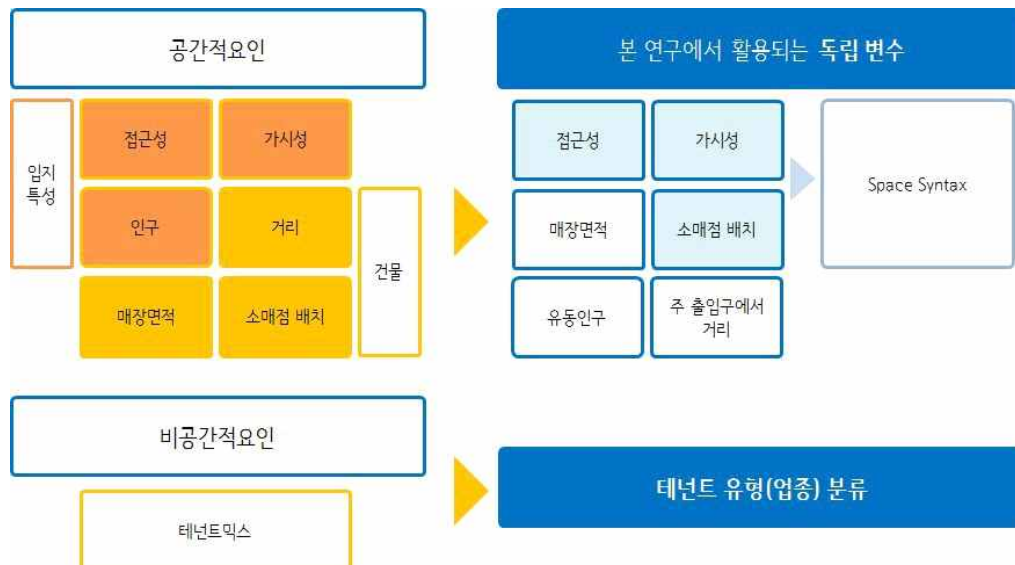 공간적요인
본 연구에서 활용되는 독립 변수
입지
특성
접근성
가시성
인구
거리
매장면적
소매점 배치
건물
접근성
가시성
매장면적
소매점 배치
유동인구
주 출입구에서
거리
Space Syntax
비공간적요인
테넌트믹스
테넌트 유형(업종) 분류